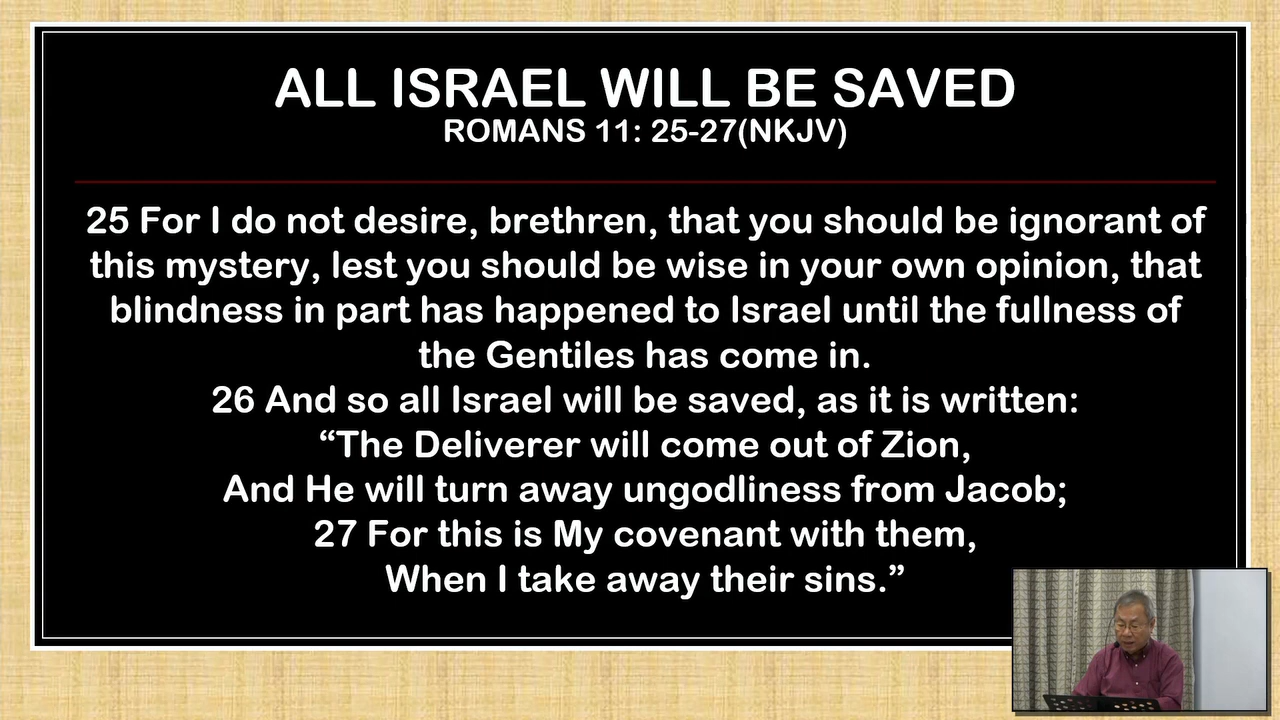 ALL ISRAEL WILL BE SAVED
ROMANS 11: 25-27(NKJV)
25 For I do not desire, brethren, that you should be ignorant of
this mystery, lest you should be wise in your own opinion, that
blindness in part has happened to Israel until the fullness of
the Gentiles has come in.
26 And so all Israel will be saved, as it is written:
“The Deliverer will come out of Zion,
And He will turn away ungodliness from Jacob;
27 For this is My covenant with them,
When I take away their sins.”